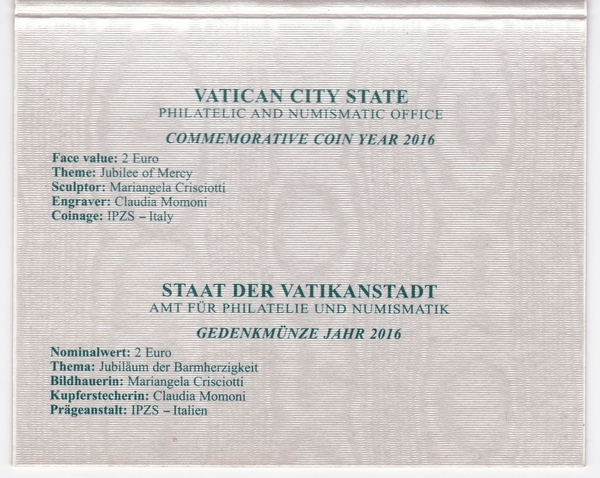 VATICAN CITY STATE
PHILATELIC AND NUMISMATIC OFFICE
COMMEMORATIVE COIN YEAR 2016
Face value: 2 Euro
Theme: Jubilee of Mercy
Sculptor: Mariangela Crisciotti
Engraver: Claudia Momoni
Coinage: IPZS – Italy
STAAT DER VATIKANSTADT
AMT FÜR PHILATELIE UND NUMISMATIK
GEDENKMÜNZE JAHR 2016
Nominalwert: 2 Euro
Thema: Jubiläum der Barmherzigkeit
Bildhauerin: Mariangela Crisciotti
Kupferstecherin: Claudia Momoni
Prägeanstalt: IPZS – Italien